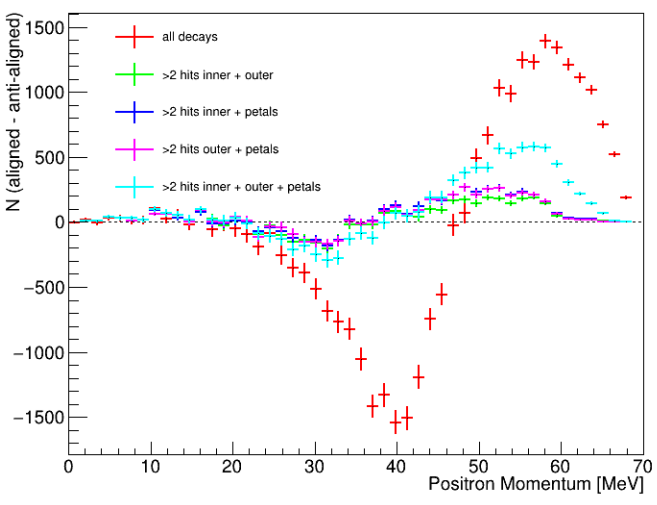 N (aligned - anti-aligned)
1500
1000
500
0
−500
−1000
−1500
all decays
>2 hits inner + outer
>2 hits inner + petals
>2 hits outer + petals
>2 hits inner + outer + petals
0 10 20 30 40 50 60 70
Positron Momentum [MeV]